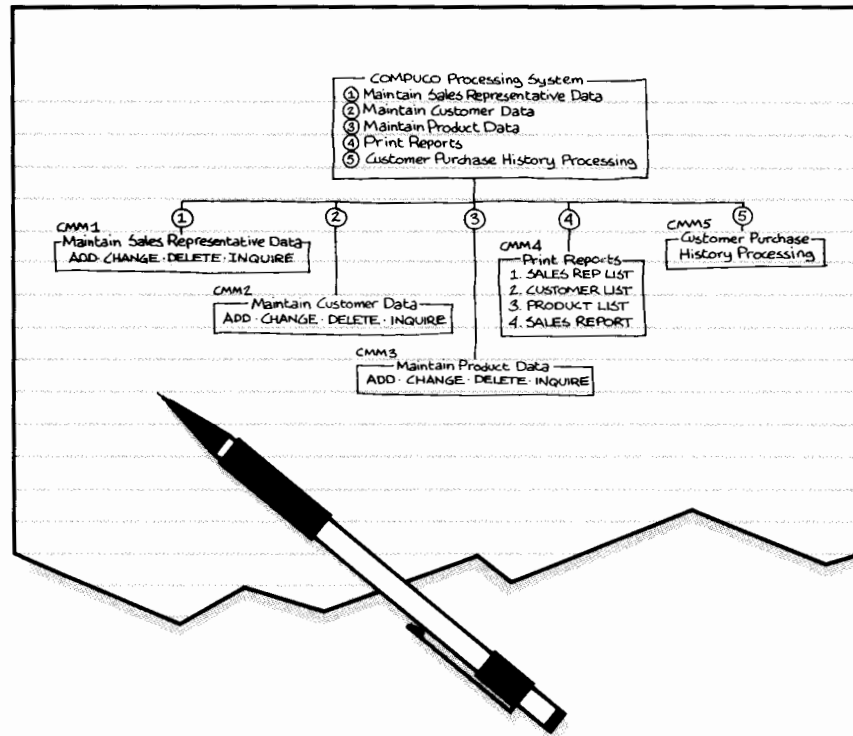 COMPUCO Processing System
① Maintain Sales Representative Data
② Maintain Customer Data
③ Maintain Product Data
④ Print Reports
⑤ Customer Purchase History Processing
① ② ③ ④ ⑤
CMM1
Maintain Sales Representative Data
ADD · CHANGE · DELETE · INQUIRE
CMM2
Maintain Customer Data
ADD · CHANGE · DELETE · INQUIRE
CMM3
Maintain Product Data
ADD · CHANGE · DELETE · INQUIRE
CMM4
Print Reports
1. SALES REP LIST
2. CUSTOMER LIST
3. PRODUCT LIST
4. SALES REPORT
CMM5
Customer Purchase
History Processing